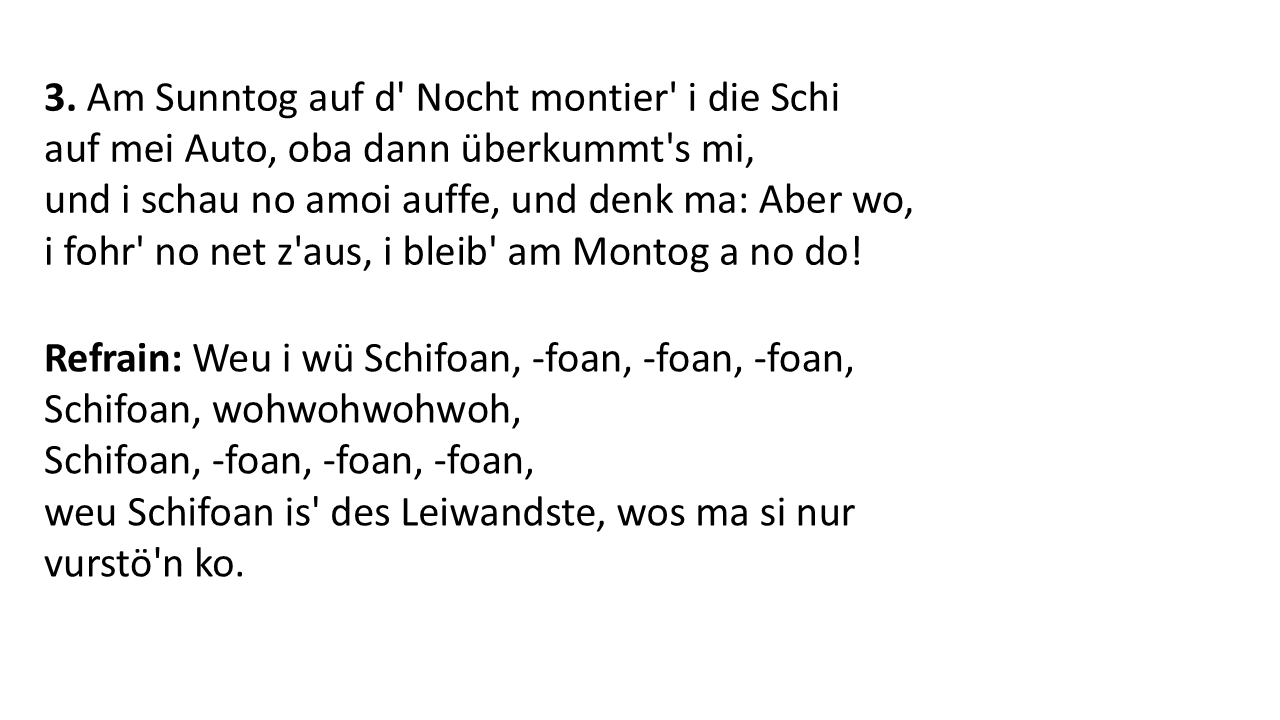 3. Am Sunntog auf d' Nocht montier' i die Schi
auf mei Auto, oba dann überkummt's mi,
und i schau no amoi auffe, und denk ma: Aber wo,
i fohr' no net z'aus, i bleib' am Montog a no do!
Refrain: Weu i wü Schifoan, -foan, -foan, -foan,
Schifoan, wohwohwohwoh,
Schifoan, -foan, -foan, -foan,
weu Schifoan is' des Leiwandste, wos ma si nur
vurstö'n ko.